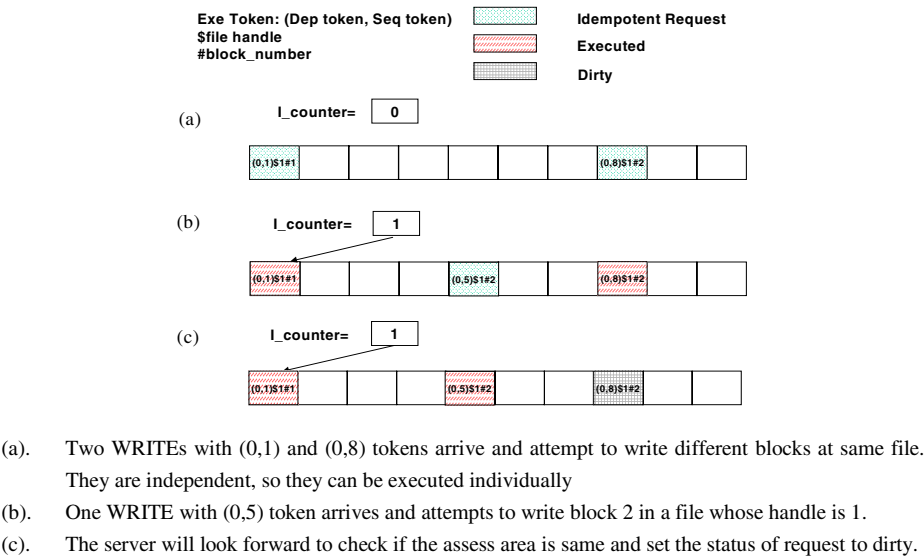 Exe Token: (Dep token, Seq token)
$file handle
#block_number
Idempotent Request
Executed
Dirty
(a)
I_counter=
0
(0,1)$1#1
(0,8)$1#2
(b)
I_counter=
1
(0,1)$1#1
(0,5)$1#2
(0,8)$1#2
(c)
I_counter=
1
(0,1)$1#1
(0,5)$1#2
(0,8)$1#2
(a). Two WRITEs with (0,1) and (0,8) tokens arrive and attempt to write different blocks at same file.
They are independent, so they can be executed individually
(b). One WRITE with (0,5) token arrives and attempts to write block 2 in a file whose handle is 1.
(c). The server will look forward to check if the assess area is same and set the status of request to dirty.